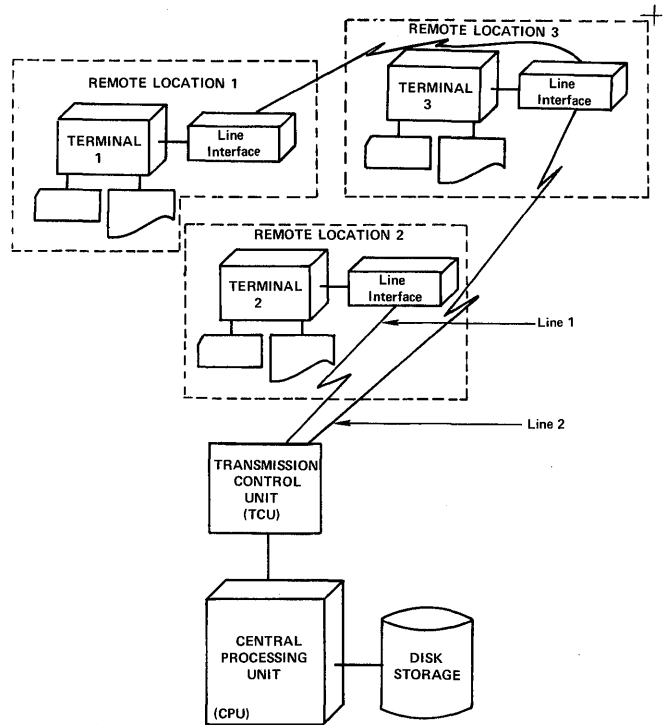 REMOTE LOCATION 3
TERMINAL
3
Line
Interface
REMOTE LOCATION 1
TERMINAL
1
Line
Interface
REMOTE LOCATION 2
TERMINAL
2
Line
Interface
Line 1
Line 2
TRANSMISSION
CONTROL
UNIT
(TCU)
CENTRAL
PROCESSING
UNIT
(CPU)
DISK
STORAGE